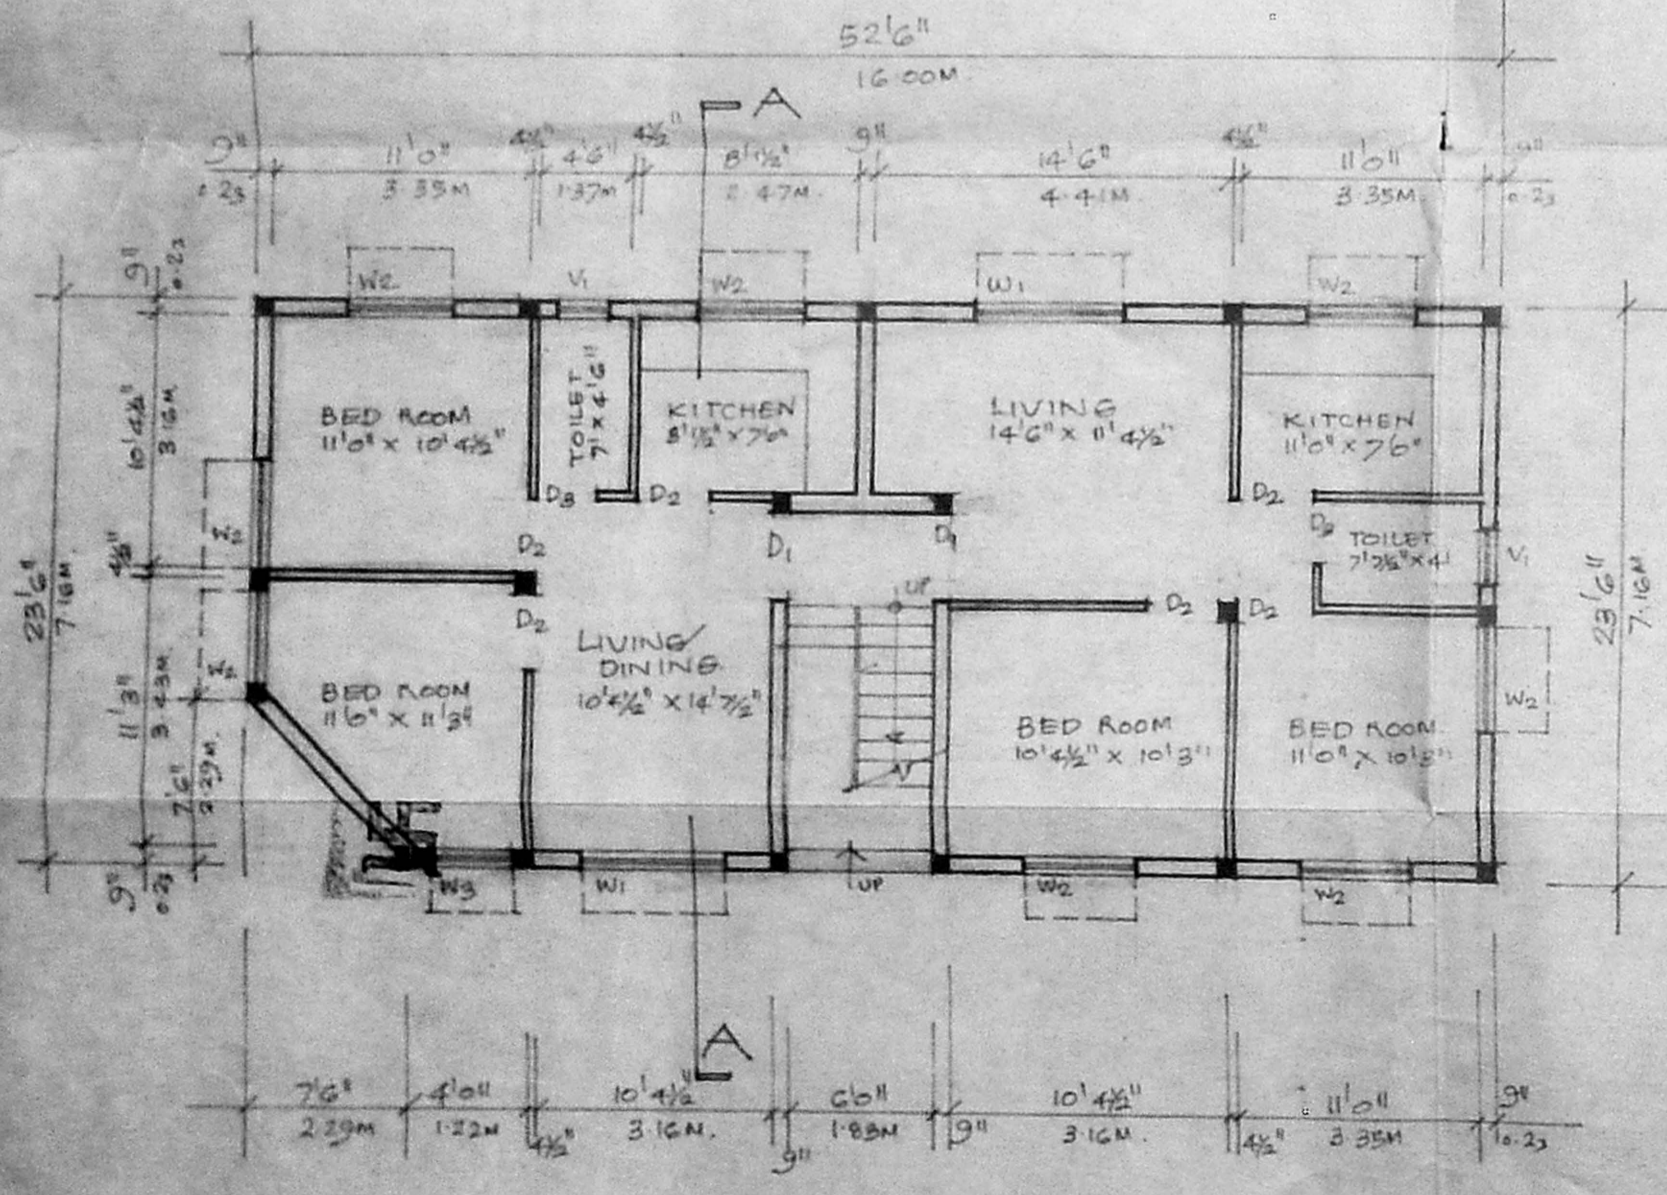 52'6"
16.00M.
A
9" 11'0" 4½" 4'6" 4½" 8'1½" 9" 14'6" 4½" 11'0" 9"
0.23 3.35M 1.37M 2.47M. 4.41M. 3.35M. 0.23
9"
0.23
W2 V1 W2 W1 W2
10'4½"
3.16M.
BED ROOM
11'0" X 10'4½"
TOILET
7' X 4'6"
KITCHEN
8'1½" X 7'6"
LIVING
14'6" X 11'4½"
KITCHEN
11'0" X 7'6"
D3 D2 D2
D2 D1 D1
TOILET
7'7½" X 4'
V1
4½"
23'6"
7.16M.
23'6"
7.16M.
UP
D2 D2 D2
LIVING/
DINING
10'4½" X 14'7½"
BED ROOM
11'0" X 11'3"
11'3"
3.43M.
7'6"
2.29M.
BED ROOM
10'4½" X 10'3"
BED ROOM
11'0" X 10'3"
W2
9"
0.23
W3 W1 UP W2 W2
A
7'6" 4'0" 10'4½" 6'0" 10'4½" 11'0" 9"
2.29M 1.22M 4½" 3.16M. 9" 1.83M 9" 3.16M. 4½" 3.35M 0.23